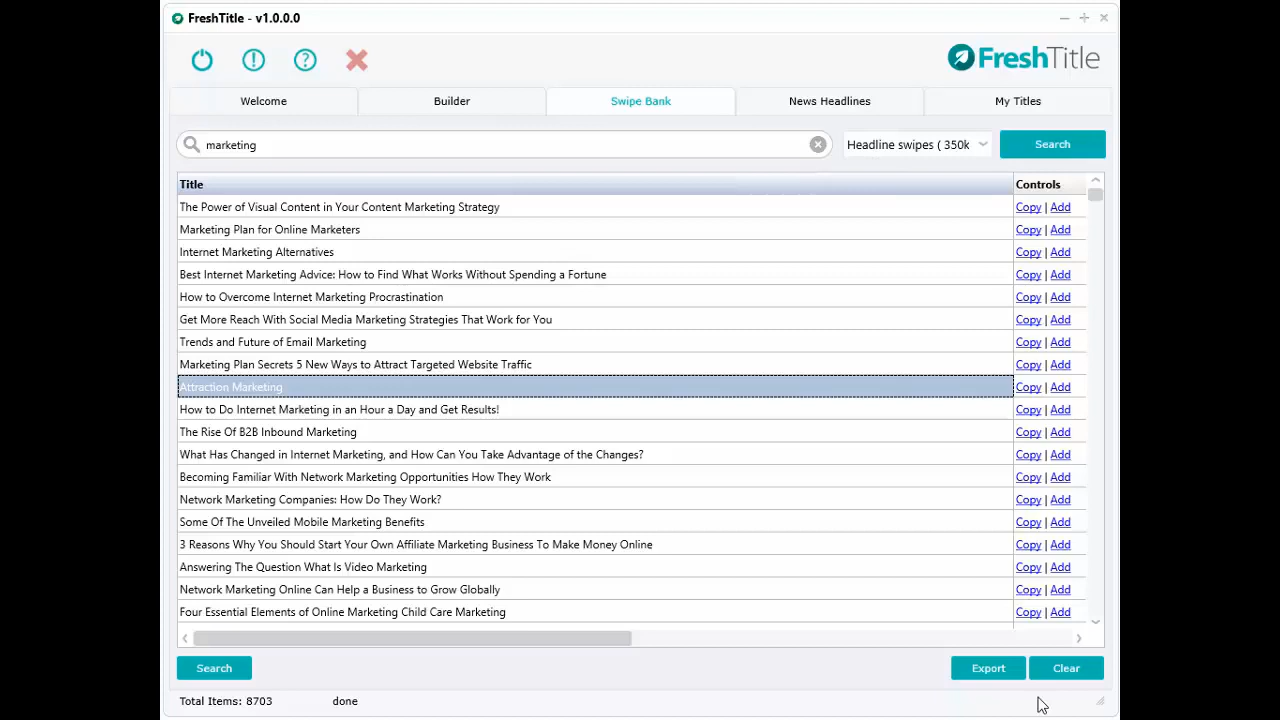 FreshTitle - v1.0.0.0
FreshTitle
Welcome
Builder
Swipe Bank
News Headlines
My Titles
marketing
Headline swipes ( 350k
Search
Title
Controls
The Power of Visual Content in Your Content Marketing Strategy
Copy | Add
Marketing Plan for Online Marketers
Copy | Add
Internet Marketing Alternatives
Copy | Add
Best Internet Marketing Advice: How to Find What Works Without Spending a Fortune
Copy | Add
How to Overcome Internet Marketing Procrastination
Copy | Add
Get More Reach With Social Media Marketing Strategies That Work for You
Copy | Add
Trends and Future of Email Marketing
Copy | Add
Marketing Plan Secrets 5 New Ways to Attract Targeted Website Traffic
Copy | Add
Attraction Marketing
Copy | Add
How to Do Internet Marketing in an Hour a Day and Get Results!
Copy | Add
The Rise Of B2B Inbound Marketing
Copy | Add
What Has Changed in Internet Marketing, and How Can You Take Advantage of the Changes?
Copy | Add
Becoming Familiar With Network Marketing Opportunities How They Work
Copy | Add
Network Marketing Companies: How Do They Work?
Copy | Add
Some Of The Unveiled Mobile Marketing Benefits
Copy | Add
3 Reasons Why You Should Start Your Own Affiliate Marketing Business To Make Money Online
Copy | Add
Answering The Question What Is Video Marketing
Copy | Add
Network Marketing Online Can Help a Business to Grow Globally
Copy | Add
Four Essential Elements of Online Marketing Child Care Marketing
Copy | Add
Search
Export
Clear
Total Items: 8703
done